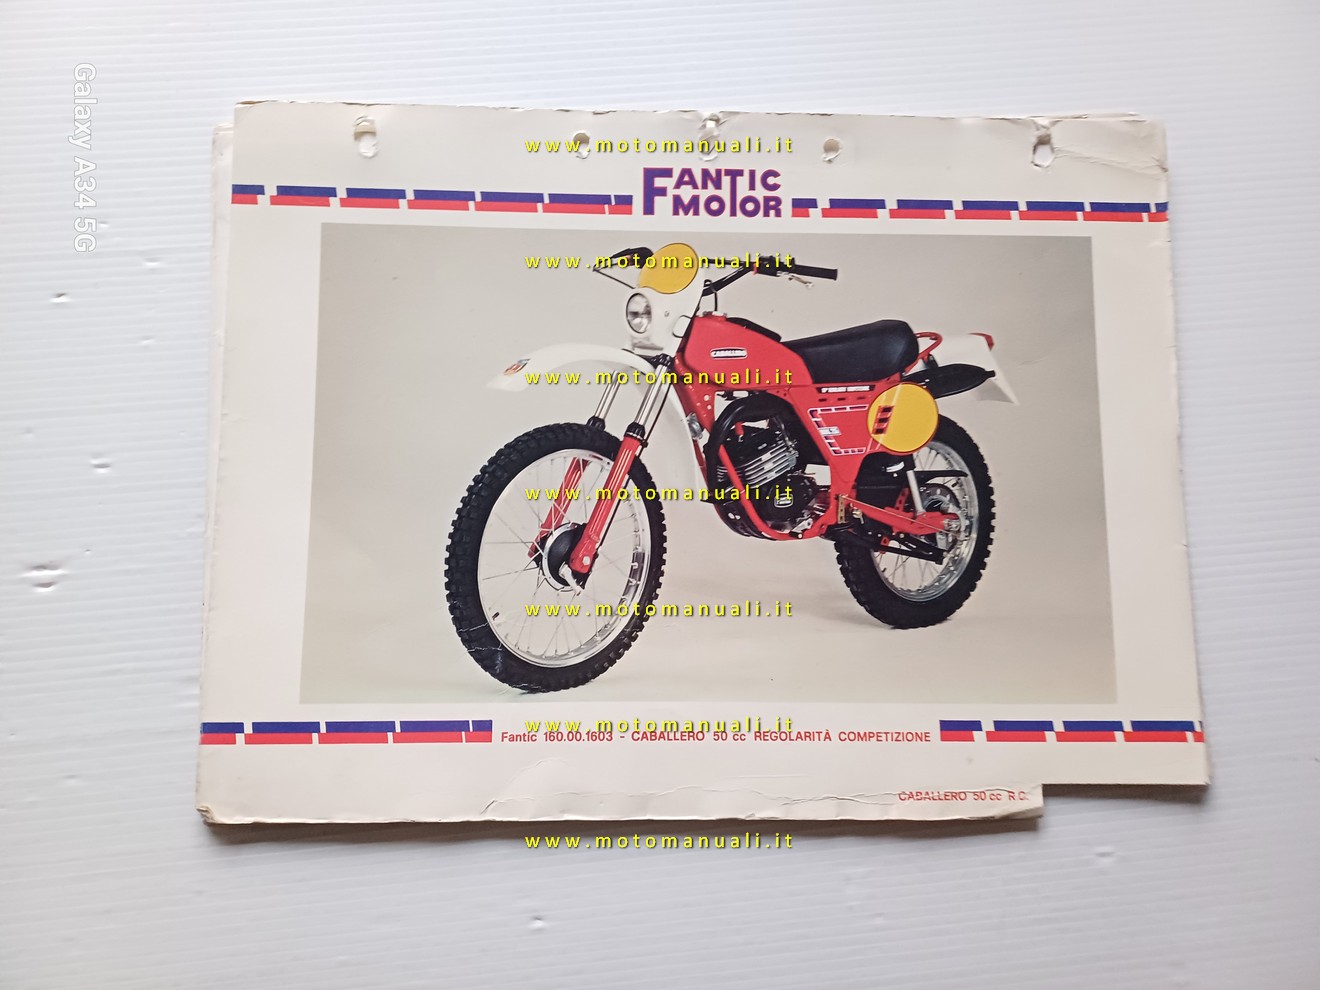 Galaxy A34 5G
www.motomanuali.it
FANTIC
MOTOR
www.motomanuali.it
CABALLERO
www.motomanuali.it
www.motomanuali.it
www.motomanuali.it
www.motomanuali.it
Fantic 160.00.1603 - CABALLERO 50 cc REGOLARITÀ COMPETIZIONE
CABALLERO 50 cc R.C.
www.motomanuali.it